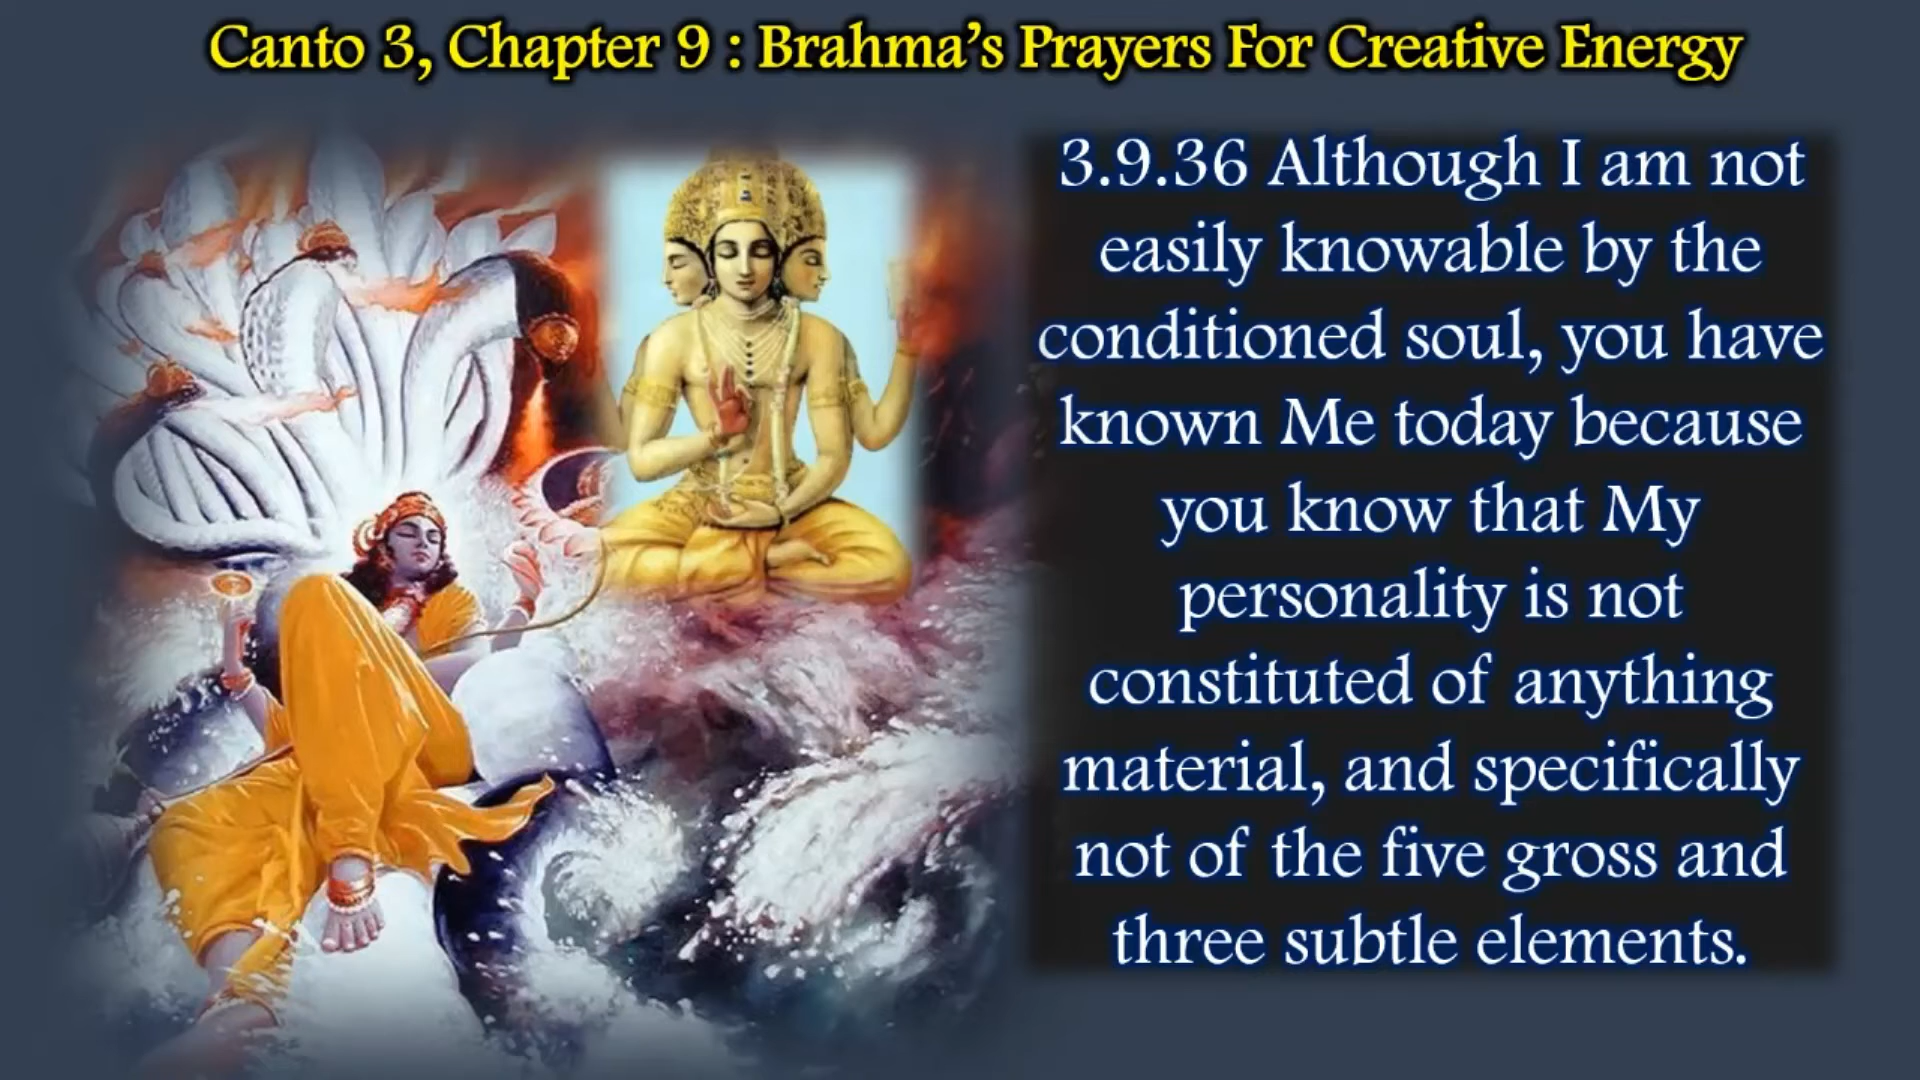 Canto 3, Chapter 9 : Brahma's Prayers For Creative Energy
3.9.36 Although I am not
easily knowable by the
conditioned soul, you have
known Me today because
you know that My
personality is not
constituted of anything
material, and specifically
not of the five gross and
three subtle elements.